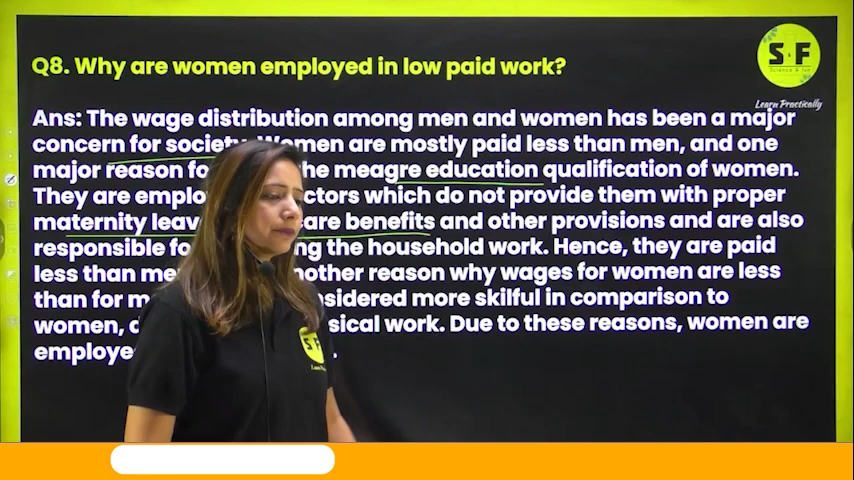 S&F
Science & Fun
Learn Practically
Q8. Why are women employed in low paid work?
Ans: The wage distribution among men and women has been a major
concern for society. Women are mostly paid less than men, and one
major reason fo the meagre education qualification of women.
They are emplo ctors which do not provide them with proper
maternity leav are benefits and other provisions and are also
responsible fo ng the household work. Hence, they are paid
less than me nother reason why wages for women are less
than for m nsidered more skilful in comparison to
women, d sical work. Due to these reasons, women are
employe .
S&F